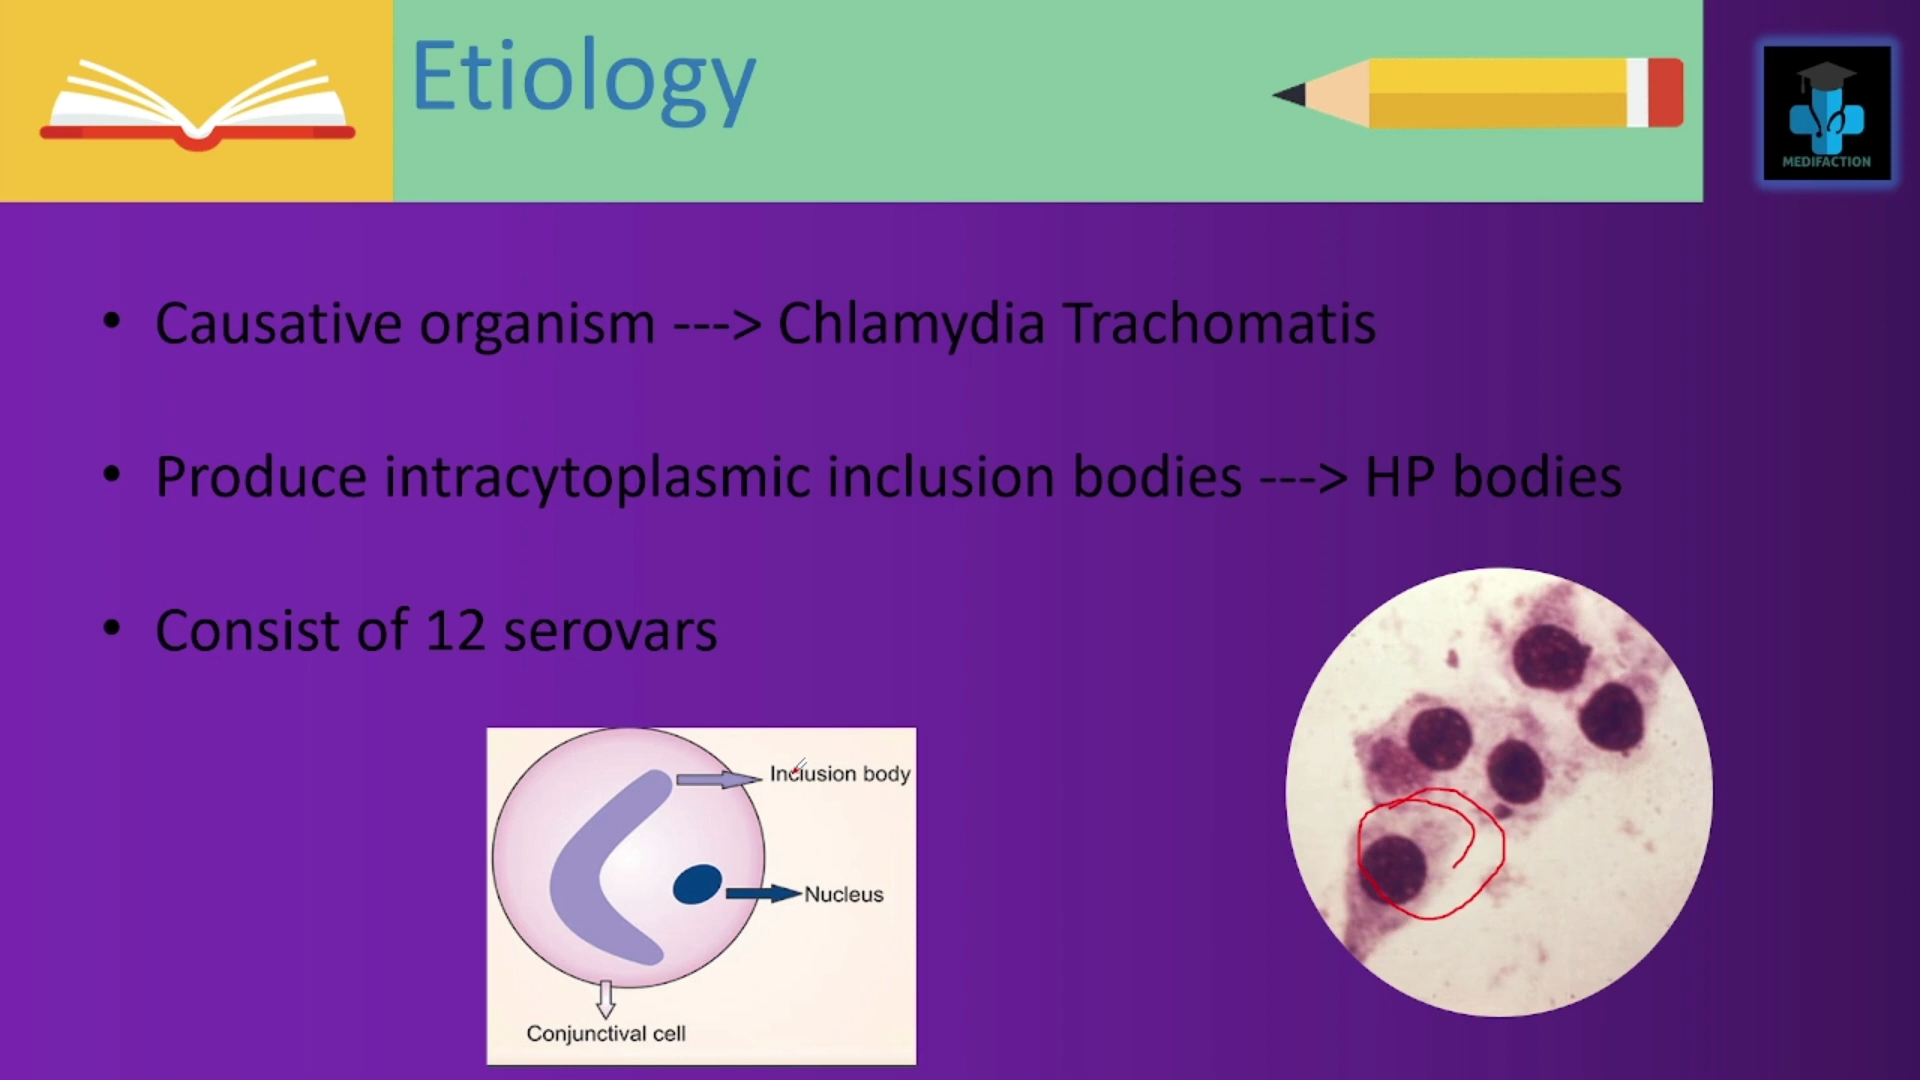 Etiology
MEDIFACTION
• Causative organism ---> Chlamydia Trachomatis
• Produce intracytoplasmic inclusion bodies ---> HP bodies
• Consist of 12 serovars
Inclusion body
Nucleus
Conjunctival cell